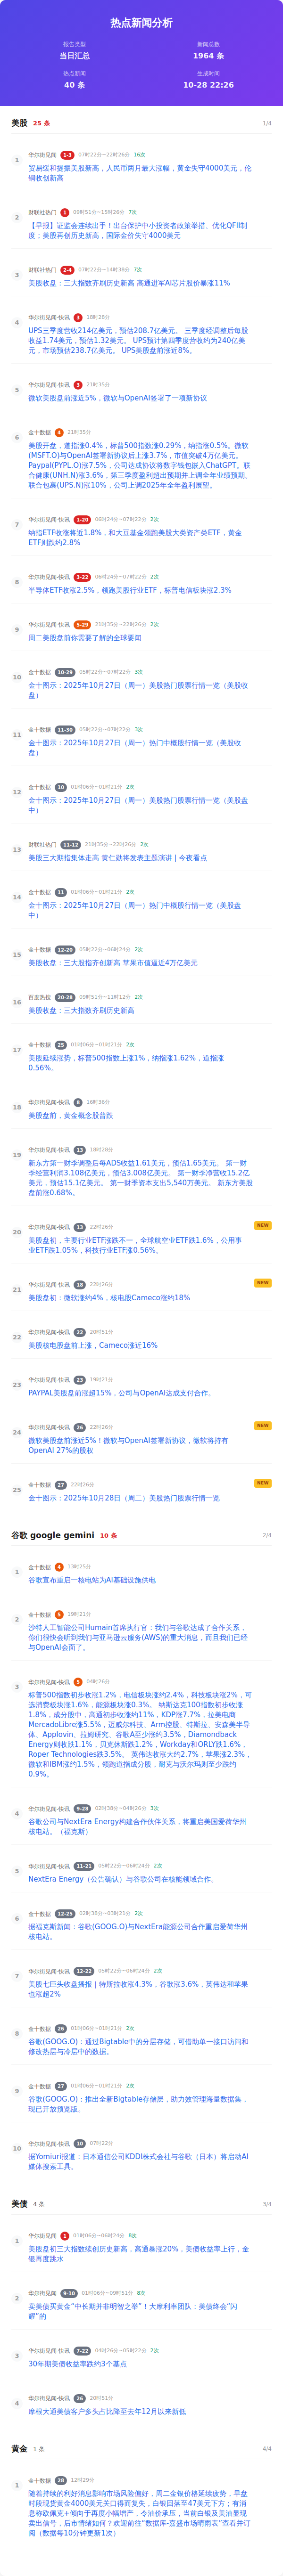 热点新闻分析
报告类型
当日汇总
新闻总数
1964 条
热点新闻
40 条
生成时间
10-28 22:26
美股 25 条 1/4
1
华尔街见闻 1-3 07时22分~22时26分 16次
贸易缓和提振美股新高，人民币两月最大涨幅，黄金失守4000美元，伦
铜收创新高
2
财联社热门 1 09时51分~15时26分 7次
【早报】证监会连续出手！出台保护中小投资者政策举措、优化QFII制
度；美股再创历史新高，国际金价失守4000美元
3
财联社热门 2-4 07时22分~14时38分 7次
美股收盘：三大指数齐刷历史新高 高通进军AI芯片股价暴涨11%
4
华尔街见闻-快讯 3 18时28分
UPS三季度营收214亿美元，预估208.7亿美元。 三季度经调整后每股
收益1.74美元，预估1.32美元。 UPS预计第四季度营收约为240亿美
元，市场预估238.7亿美元。 UPS美股盘前涨近8%。
5
华尔街见闻-快讯 3 21时35分
微软美股盘前涨近5%，微软与OpenAI签署了一项新协议
6
金十数据 4 21时35分
美股开盘，道指涨0.4%，标普500指数涨0.29%，纳指涨0.5%。微软
(MSFT.O)与OpenAI签署新协议后上涨3.7%，市值突破4万亿美元。
Paypal(PYPL.O)涨7.5%，公司达成协议将数字钱包嵌入ChatGPT。联
合健康(UNH.N)涨3.6%，第三季度盈利超出预期并上调全年业绩预期。
联合包裹(UPS.N)涨10%，公司上调2025年全年盈利展望。
7
华尔街见闻-快讯 1-20 06时24分~07时22分 2次
纳指ETF收涨将近1.8%，和大豆基金领跑美股大类资产类ETF，黄金
ETF则跌约2.8%
8
华尔街见闻-快讯 3-22 06时24分~07时22分 2次
半导体ETF收涨2.5%，领跑美股行业ETF，标普电信板块涨2.3%
9
华尔街见闻-快讯 5-29 21时35分~22时26分 2次
周二美股盘前你需要了解的全球要闻
10
金十数据 10-29 05时22分~07时22分 3次
金十图示：2025年10月27日（周一）美股热门股票行情一览（美股收
盘）
11
金十数据 11-30 05时22分~07时22分 3次
金十图示：2025年10月27日（周一）热门中概股行情一览（美股收
盘）
12
金十数据 10 01时06分~01时21分 2次
金十图示：2025年10月27日（周一）美股热门股票行情一览（美股盘
中）
13
财联社热门 11-12 21时35分~22时26分 2次
美股三大期指集体走高 黄仁勋将发表主题演讲 | 今夜看点
14
金十数据 11 01时06分~01时21分 2次
金十图示：2025年10月27日（周一）热门中概股行情一览（美股盘
中）
15
金十数据 12-20 05时22分~06时24分 2次
美股收盘：三大股指齐创新高 苹果市值逼近4万亿美元
16
百度热搜 20-28 09时51分~11时12分 2次
美股收盘：三大指数齐刷历史新高
17
金十数据 25 01时06分~01时21分 2次
美股延续涨势，标普500指数上涨1%，纳指涨1.62%，道指涨
0.56%。
18
华尔街见闻-快讯 6 16时36分
美股盘前，黄金概念股普跌
19
华尔街见闻-快讯 13 18时28分
新东方第一财季调整后每ADS收益1.61美元，预估1.65美元。 第一财
季经营利润3.108亿美元，预估3.008亿美元。 第一财季净营收15.2亿
美元，预估15.1亿美元。 第一财季资本支出5,540万美元。 新东方美股
盘前涨0.68%。
20
华尔街见闻-快讯 13 22时26分 NEW
美股盘初，主要行业ETF涨跌不一，全球航空业ETF跌1.6%，公用事
业ETF跌1.05%，科技行业ETF涨0.56%。
21
华尔街见闻-快讯 18 22时26分 NEW
美股盘初：微软涨约4%，核电股Cameco涨约18%
22
华尔街见闻-快讯 22 20时51分
美股核电股盘前上涨，Cameco涨近16%
23
华尔街见闻-快讯 23 19时21分
PAYPAL美股盘前涨超15%，公司与OpenAI达成支付合作。
24
华尔街见闻-快讯 26 22时26分 NEW
微软美股盘前涨近5%！微软与OpenAI签署新协议，微软将持有
OpenAI 27%的股权
25
金十数据 27 22时26分 NEW
金十图示：2025年10月28日（周二）美股热门股票行情一览
谷歌 google gemini 10 条 2/4
1
金十数据 4 13时25分
谷歌宣布重启一核电站为AI基础设施供电
2
金十数据 5 19时21分
沙特人工智能公司Humain首席执行官：我们与谷歌达成了合作关系，
你们很快会听到我们与亚马逊云服务(AWS)的重大消息，而且我们已经
与OpenAI会面了。
3
华尔街见闻-快讯 5 04时26分
标普500指数初步收涨1.2%，电信板块涨约2.4%，科技板块涨2%，可
选消费板块涨1.6%，能源板块涨0.3%。 纳斯达克100指数初步收涨
1.8%，成分股中，高通初步收涨约11%，KDP涨7.7%，拉美电商
MercadoLibre涨5.5%，迈威尔科技、Arm控股、特斯拉、安森美半导
体、Applovin、拉姆研究、谷歌A至少涨约3.5%，Diamondback
Energy则收跌1.1%，贝克休斯跌1.2%，Workday和ORLY跌1.6%，
Roper Technologies跌3.5%。 英伟达收涨大约2.7%，苹果涨2.3%，
微软和IBM涨约1.5%，领跑道指成分股，耐克与沃尔玛则至少跌约
0.9%。
4
华尔街见闻-快讯 9-28 02时38分~04时26分 3次
谷歌公司与NextEra Energy构建合作伙伴关系，将重启美国爱荷华州
核电站。（福克斯）
5
华尔街见闻-快讯 11-21 05时22分~06时24分 2次
NextEra Energy（公告确认）与谷歌公司在核能领域合作。
6
金十数据 12-25 02时38分~03时21分 2次
据福克斯新闻：谷歌(GOOG.O)与NextEra能源公司合作重启爱荷华州
核电站。
7
华尔街见闻-快讯 12-22 05时22分~06时24分 2次
美股七巨头收盘播报｜特斯拉收涨4.3%，谷歌涨3.6%，英伟达和苹果
也涨超2%
8
金十数据 26 01时06分~01时21分 2次
谷歌(GOOG.O)：通过Bigtable中的分层存储，可借助单一接口访问和
修改热层与冷层中的数据。
9
金十数据 27 01时06分~01时21分 2次
谷歌(GOOG.O)：推出全新Bigtable存储层，助力高效管理海量数据集，
现已开放预览版。
10
华尔街见闻-快讯 10 07时22分
据Yomiuri报道：日本通信公司KDDI株式会社与谷歌（日本）将启动AI
媒体搜索工具。
美债 4 条 3/4
1
华尔街见闻 1 01时06分~06时24分 8次
美股盘初三大指数续创历史新高，高通暴涨20%，美债收益率上行，金
银再度跳水
2
华尔街见闻 9-10 01时06分~09时51分 8次
卖美债买黄金“中长期并非明智之举”！大摩利率团队：美债终会“闪
耀”的
3
华尔街见闻-快讯 7-22 04时26分~05时22分 2次
30年期美债收益率跌约3个基点
4
华尔街见闻-快讯 26 20时51分
摩根大通美债客户多头占比降至去年12月以来新低
黄金 1 条 4/4
1
金十数据 28 12时29分
随着持续的利好消息影响市场风险偏好，周二金银价格延续疲势，早盘
时段现货黄金4000美元关口得而复失，白银回落至47美元下方；有消
息称欧佩克+倾向于再度小幅增产，令油价承压，当前白银及美油显现
卖出信号，后市情绪如何？欢迎前往“数据库-嘉盛市场晴雨表”查看并订
阅（数据每10分钟更新1次）